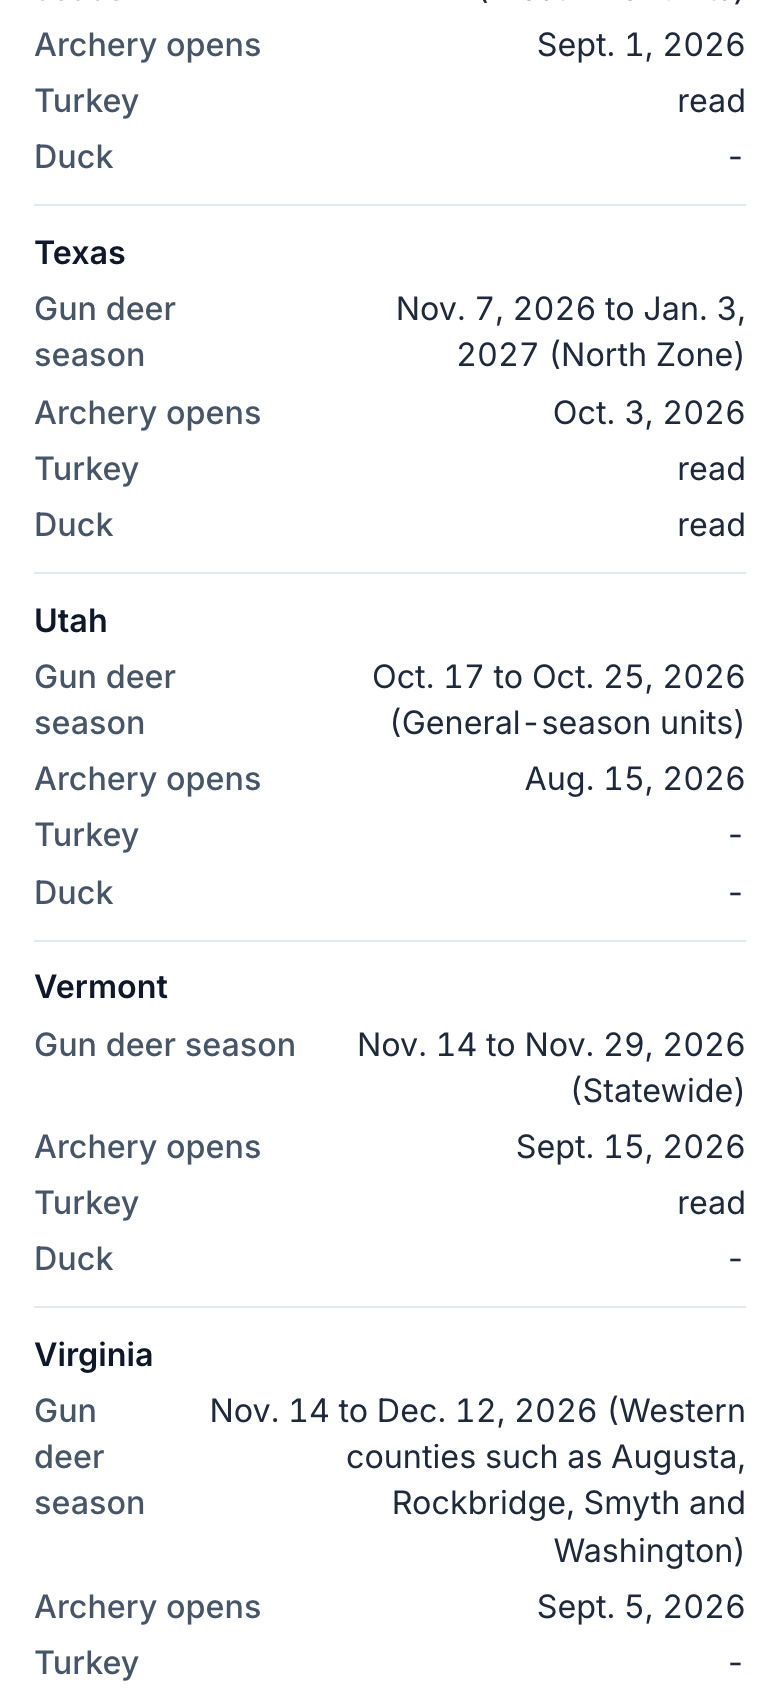 Archery opens Sept. 1, 2026
Turkey read
Duck -
Texas
Gun deer season Nov. 7, 2026 to Jan. 3,
2027 (North Zone)
Archery opens Oct. 3, 2026
Turkey read
Duck read
Utah
Gun deer season Oct. 17 to Oct. 25, 2026
(General-season units)
Archery opens Aug. 15, 2026
Turkey -
Duck -
Vermont
Gun deer season Nov. 14 to Nov. 29, 2026
(Statewide)
Archery opens Sept. 15, 2026
Turkey read
Duck -
Virginia
Gun deer season Nov. 14 to Dec. 12, 2026 (Western
counties such as Augusta,
Rockbridge, Smyth and
Washington)
Archery opens Sept. 5, 2026
Turkey -